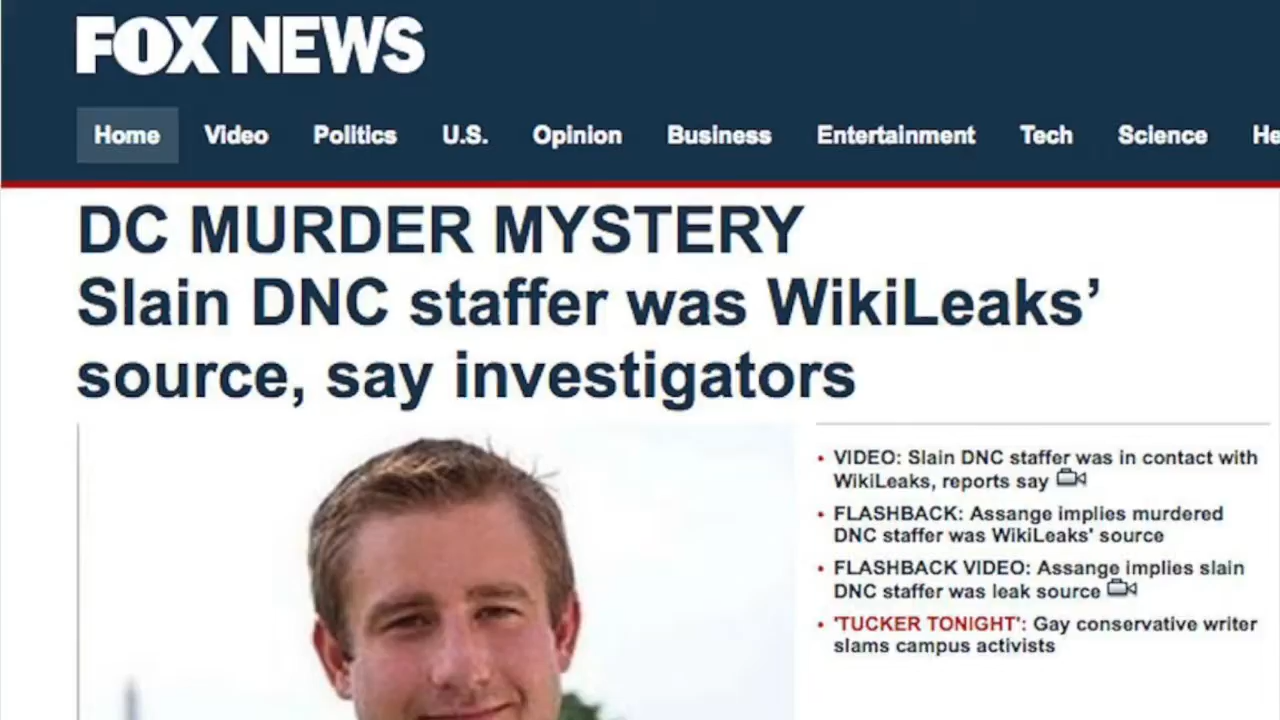 FOX NEWS
Home Video Politics U.S. Opinion Business Entertainment Tech Science He
DC MURDER MYSTERY
Slain DNC staffer was WikiLeaks’
source, say investigators
• VIDEO: Slain DNC staffer was in contact with
WikiLeaks, reports say
• FLASHBACK: Assange implies murdered
DNC staffer was WikiLeaks' source
• FLASHBACK VIDEO: Assange implies slain
DNC staffer was leak source
• 'TUCKER TONIGHT': Gay conservative writer
slams campus activists